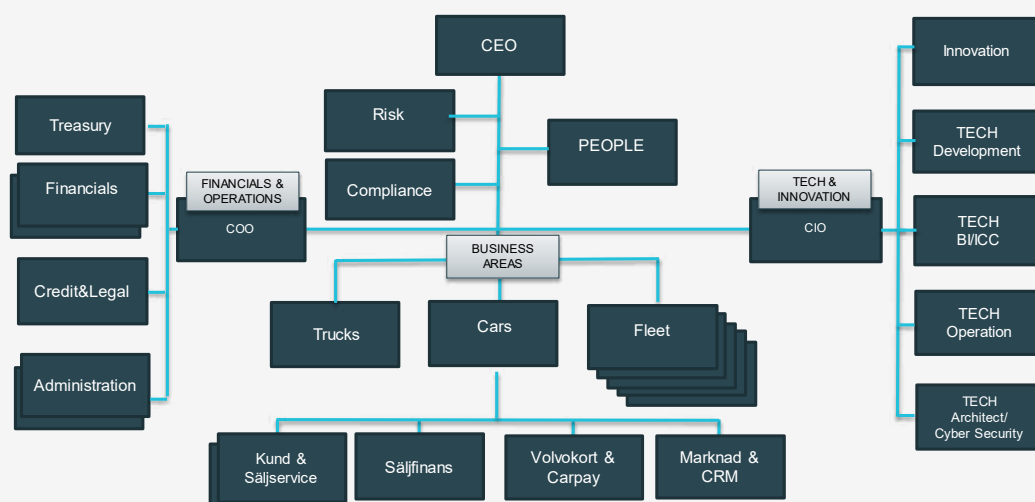 CEO
Risk
PEOPLE
Compliance
Treasury
Financials
Credit&Legal
Administration
FINANCIALS &
OPERATIONS
COO
TECH &
INNOVATION
CIO
Innovation
TECH
Development
TECH
BI/ICC
TECH
Operation
TECH
Architect/
Cyber Security
BUSINESS
AREAS
Trucks
Cars
Fleet
Kund &
Säljservice
Säljfinans
Volvokort &
Carpay
Marknad &
CRM